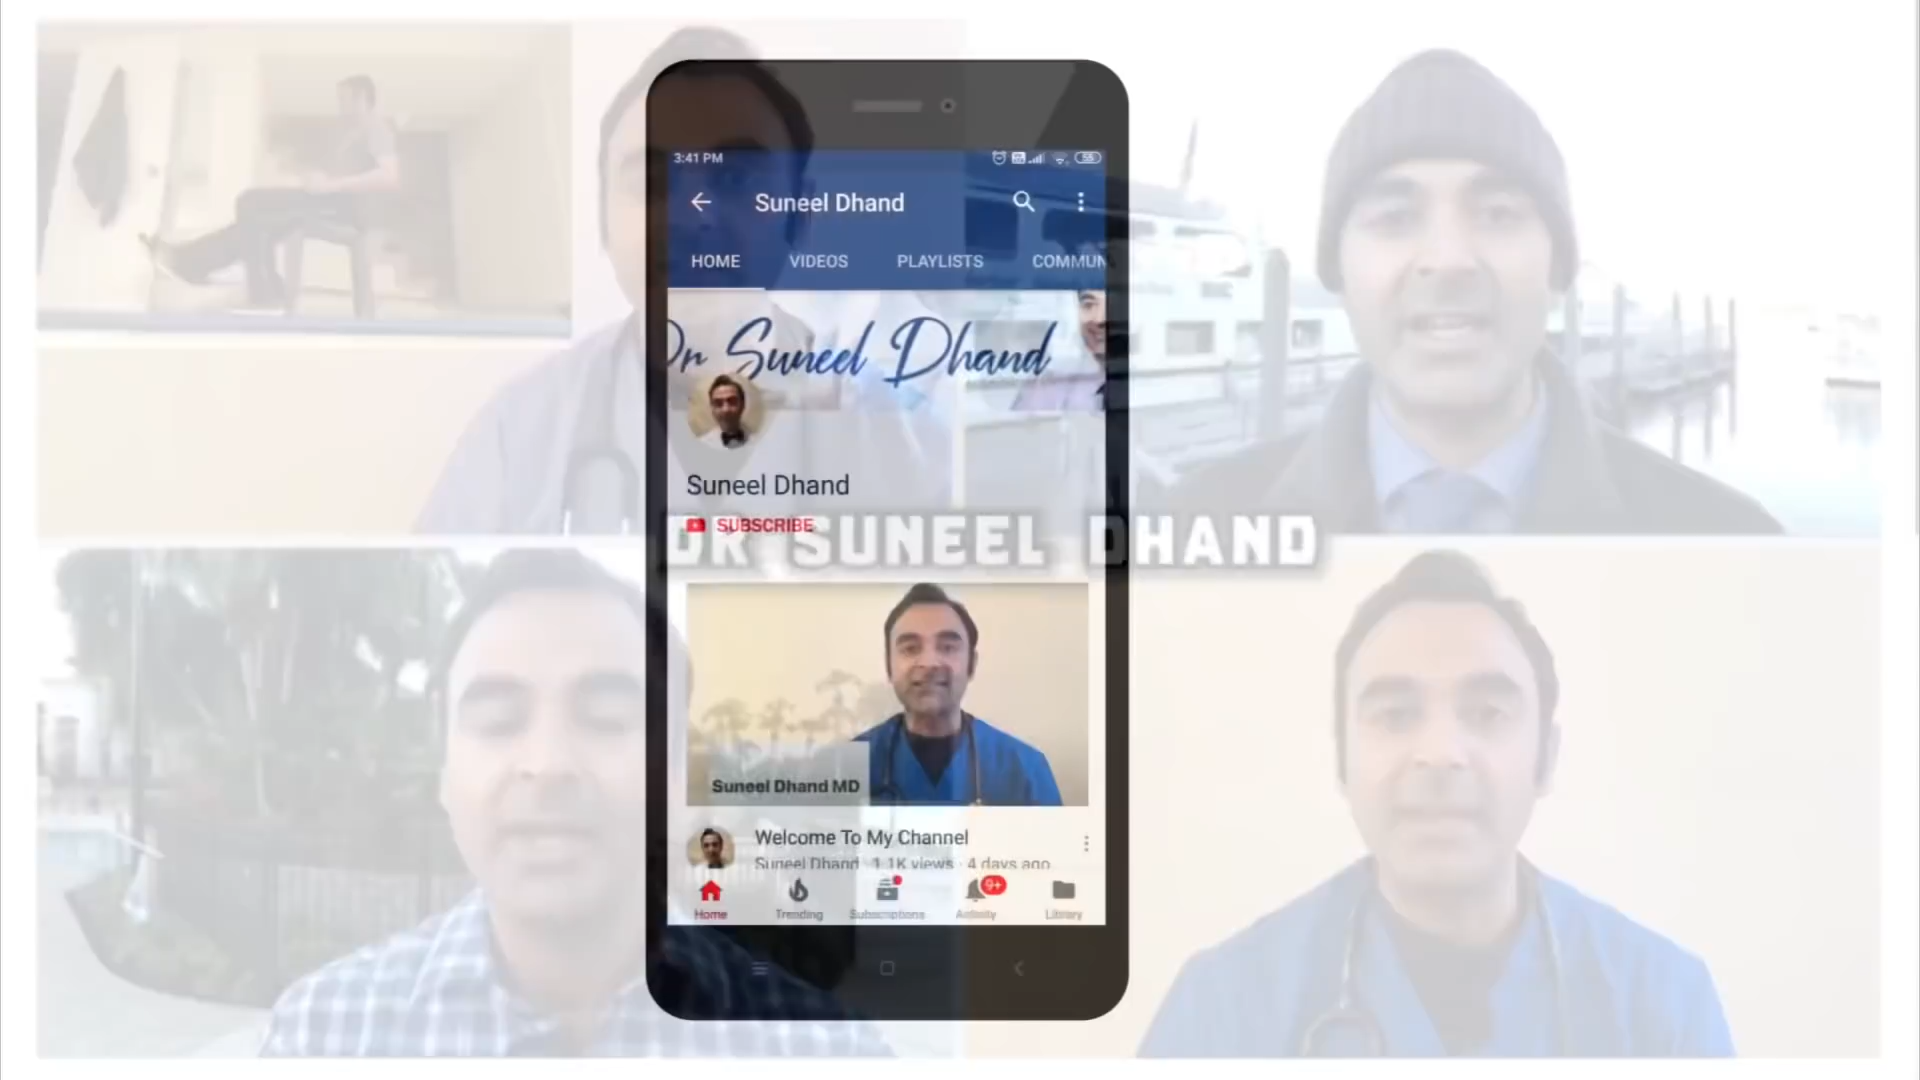 3:41 PM
55
Suneel Dhand
HOME VIDEOS PLAYLISTS COMMUN
Dr Suneel Dhand
Suneel Dhand
SUBSCRIBE
DR SUNEEL DHAND
Suneel Dhand MD
Welcome To My Channel
Suneel Dhand · 1.1K views · 4 days ago
9+
Home Trending Subscriptions Activity Library